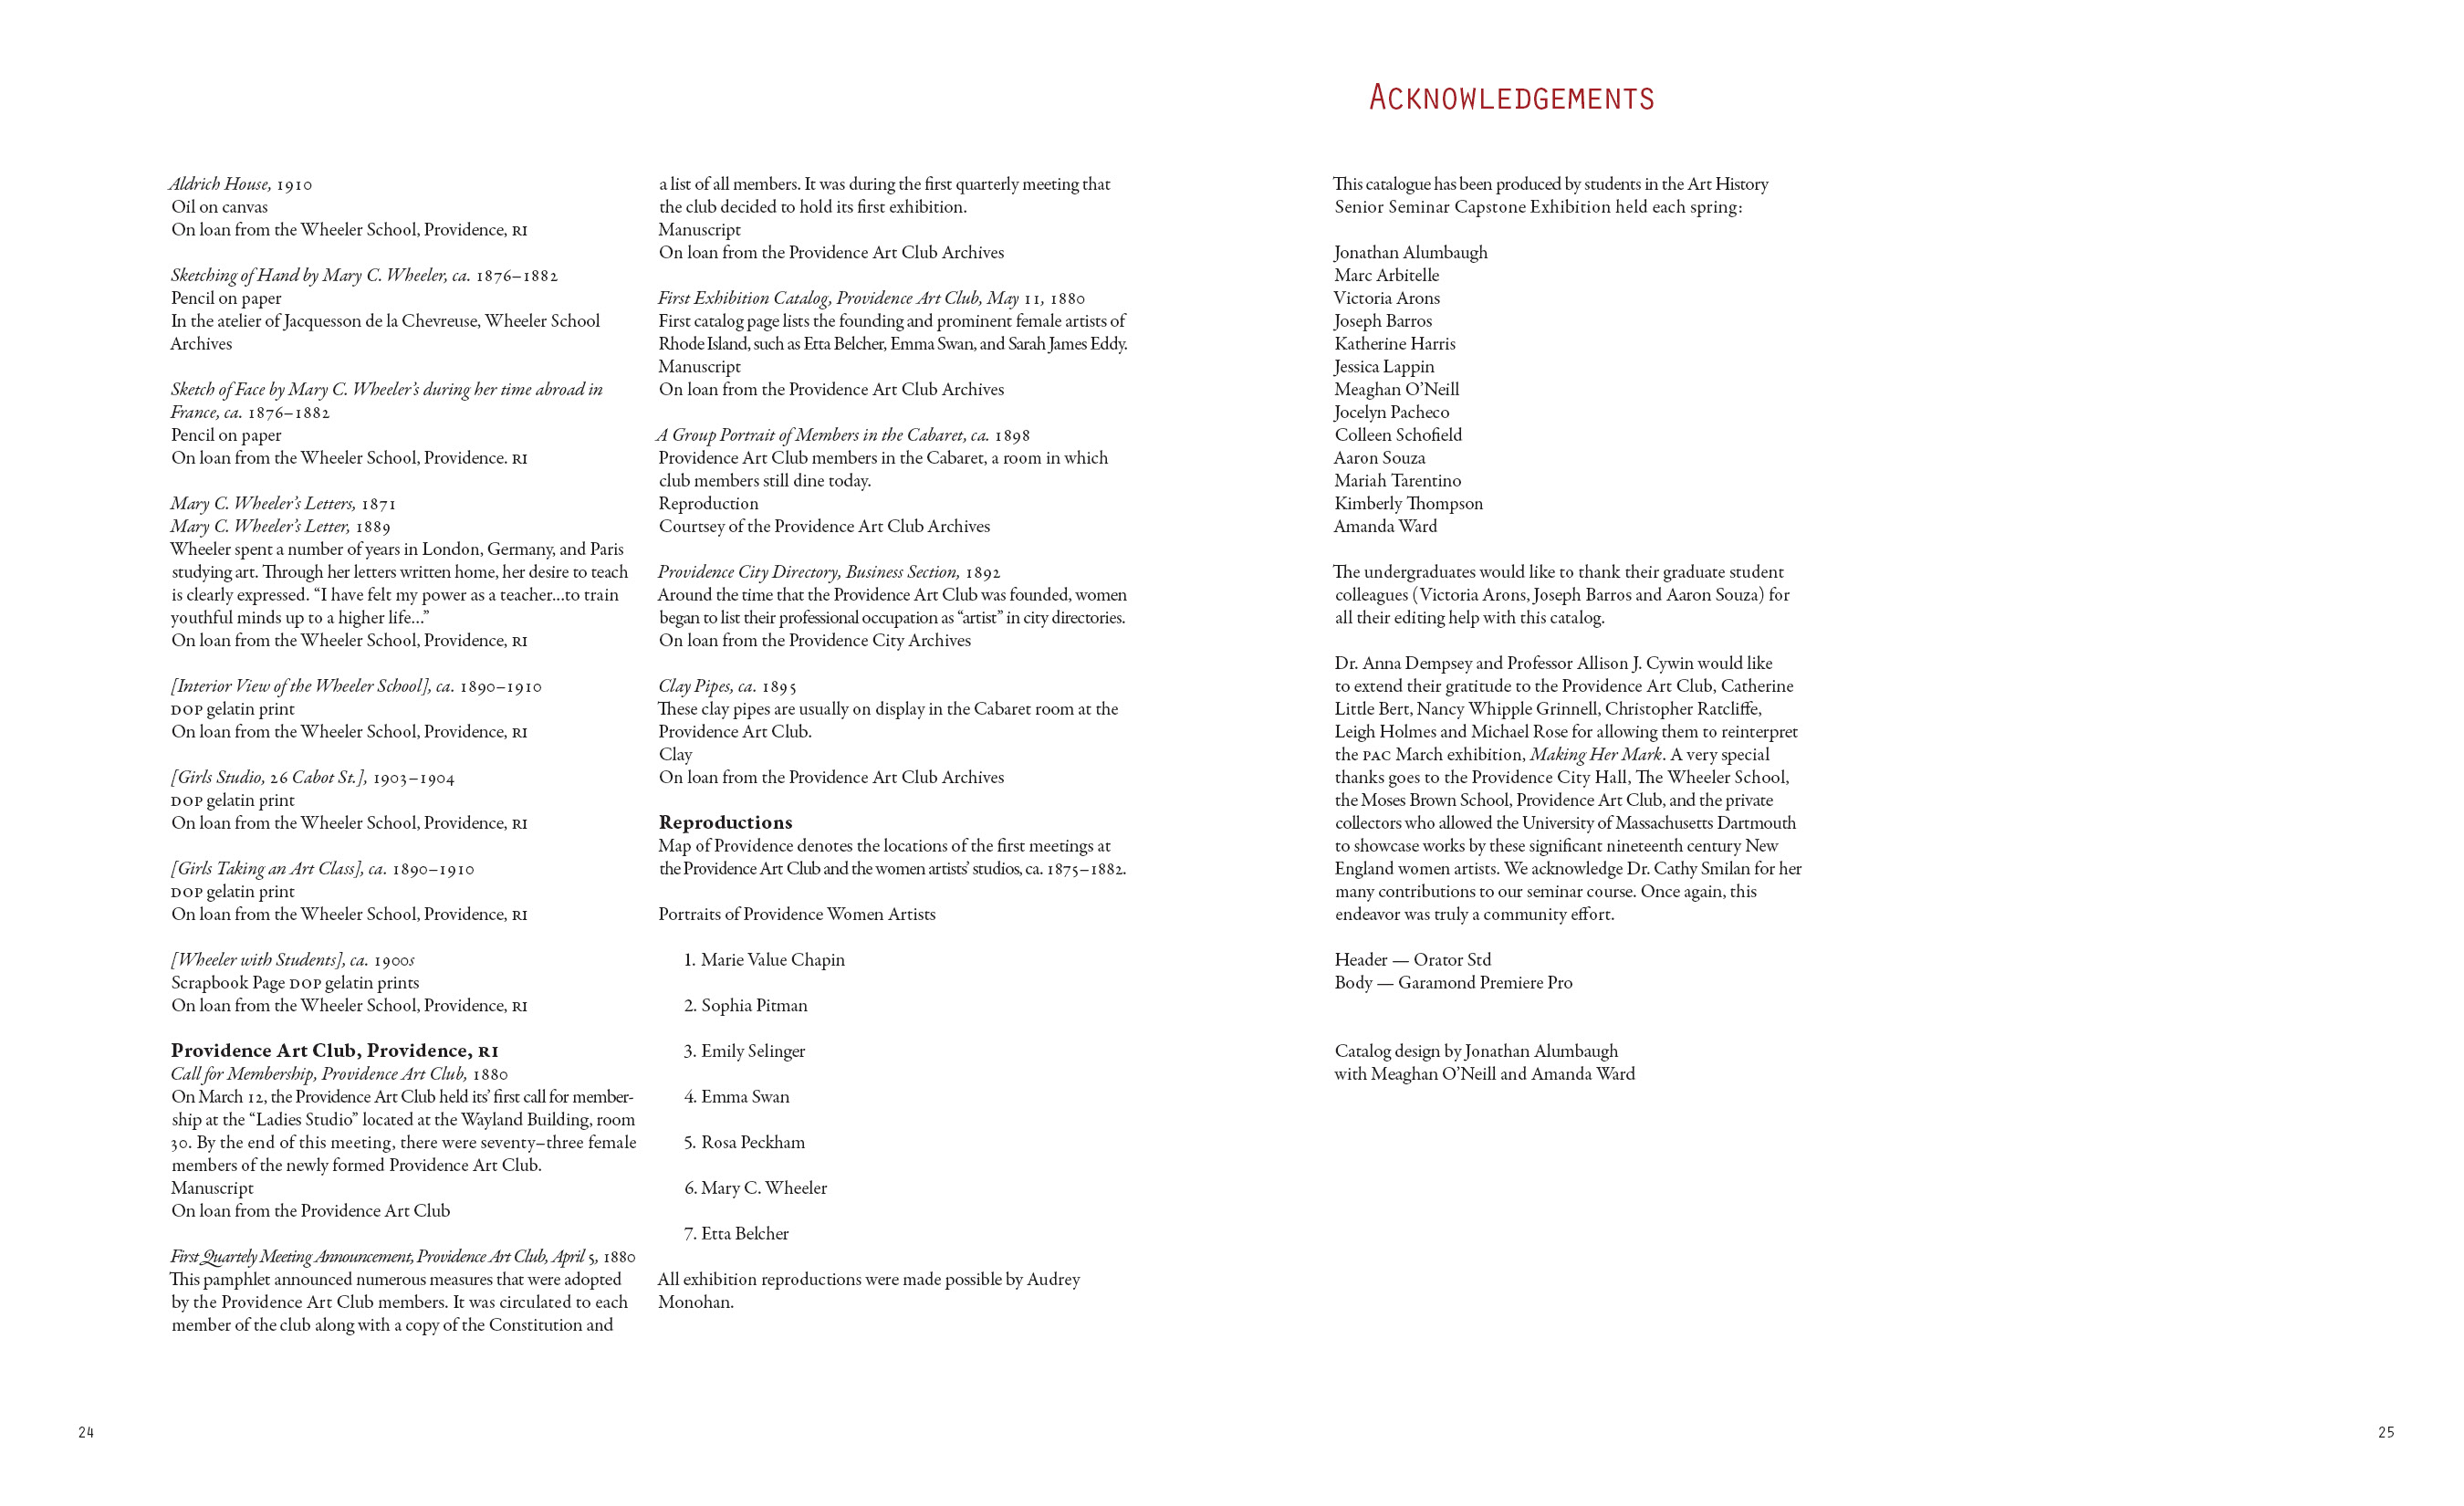 Aldrich House, 1910
Oil on canvas
On loan from the Wheeler School, Providence, RI
Sketching of Hand by Mary C. Wheeler, ca. 1876–1882
Pencil on paper
In the atelier of Jacquesson de la Chevreuse, Wheeler School
Archives
Sketch of Face by Mary C. Wheeler’s during her time abroad in
France, ca. 1876–1882
Pencil on paper
On loan from the Wheeler School, Providence. RI
Mary C. Wheeler’s Letters, 1871
Mary C. Wheeler’s Letter, 1889
Wheeler spent a number of years in London, Germany, and Paris
studying art. Through her letters written home, her desire to teach
is clearly expressed. “I have felt my power as a teacher...to train
youthful minds up to a higher life...”
On loan from the Wheeler School, Providence, RI
[Interior View of the Wheeler School], ca. 1890–1910
DOP gelatin print
On loan from the Wheeler School, Providence, RI
[Girls Studio, 26 Cabot St.], 1903–1904
DOP gelatin print
On loan from the Wheeler School, Providence, RI
[Girls Taking an Art Class], ca. 1890–1910
DOP gelatin print
On loan from the Wheeler School, Providence, RI
[Wheeler with Students], ca. 1900s
Scrapbook Page DOP gelatin prints
On loan from the Wheeler School, Providence, RI
Providence Art Club, Providence, RI
Call for Membership, Providence Art Club, 1880
On March 12, the Providence Art Club held its’ first call for member-
ship at the “Ladies Studio” located at the Wayland Building, room
30. By the end of this meeting, there were seventy–three female
members of the newly formed Providence Art Club.
Manuscript
On loan from the Providence Art Club
First Quartely Meeting Announcement, Providence Art Club, April 5, 1880
This pamphlet announced numerous measures that were adopted
by the Providence Art Club members. It was circulated to each
member of the club along with a copy of the Constitution and
a list of all members. It was during the first quarterly meeting that
the club decided to hold its first exhibition.
Manuscript
On loan from the Providence Art Club Archives
First Exhibition Catalog, Providence Art Club, May 11, 1880
First catalog page lists the founding and prominent female artists of
Rhode Island, such as Etta Belcher, Emma Swan, and Sarah James Eddy.
Manuscript
On loan from the Providence Art Club Archives
A Group Portrait of Members in the Cabaret, ca. 1898
Providence Art Club members in the Cabaret, a room in which
club members still dine today.
Reproduction
Courtsey of the Providence Art Club Archives
Providence City Directory, Business Section, 1892
Around the time that the Providence Art Club was founded, women
began to list their professional occupation as “artist” in city directories.
On loan from the Providence City Archives
Clay Pipes, ca. 1895
These clay pipes are usually on display in the Cabaret room at the
Providence Art Club.
Clay
On loan from the Providence Art Club Archives
Reproductions
Map of Providence denotes the locations of the first meetings at
the Providence Art Club and the women artists’ studios, ca. 1875–1882.
Portraits of Providence Women Artists
1. Marie Value Chapin
2. Sophia Pitman
3. Emily Selinger
4. Emma Swan
5. Rosa Peckham
6. Mary C. Wheeler
7. Etta Belcher
All exhibition reproductions were made possible by Audrey
Monohan.
24
Acknowledgements
This catalogue has been produced by students in the Art History
Senior Seminar Capstone Exhibition held each spring:
Jonathan Alumbaugh
Marc Arbitelle
Victoria Arons
Joseph Barros
Katherine Harris
Jessica Lappin
Meaghan O’Neill
Jocelyn Pacheco
Colleen Schofield
Aaron Souza
Mariah Tarentino
Kimberly Thompson
Amanda Ward
The undergraduates would like to thank their graduate student
colleagues (Victoria Arons, Joseph Barros and Aaron Souza) for
all their editing help with this catalog.
Dr. Anna Dempsey and Professor Allison J. Cywin would like
to extend their gratitude to the Providence Art Club, Catherine
Little Bert, Nancy Whipple Grinnell, Christopher Ratcliffe,
Leigh Holmes and Michael Rose for allowing them to reinterpret
the PAC March exhibition, Making Her Mark. A very special
thanks goes to the Providence City Hall, The Wheeler School,
the Moses Brown School, Providence Art Club, and the private
collectors who allowed the University of Massachusetts Dartmouth
to showcase works by these significant nineteenth century New
England women artists. We acknowledge Dr. Cathy Smilan for her
many contributions to our seminar course. Once again, this
endeavor was truly a community effort.
Header — Orator Std
Body — Garamond Premiere Pro
Catalog design by Jonathan Alumbaugh
with Meaghan O’Neill and Amanda Ward
25